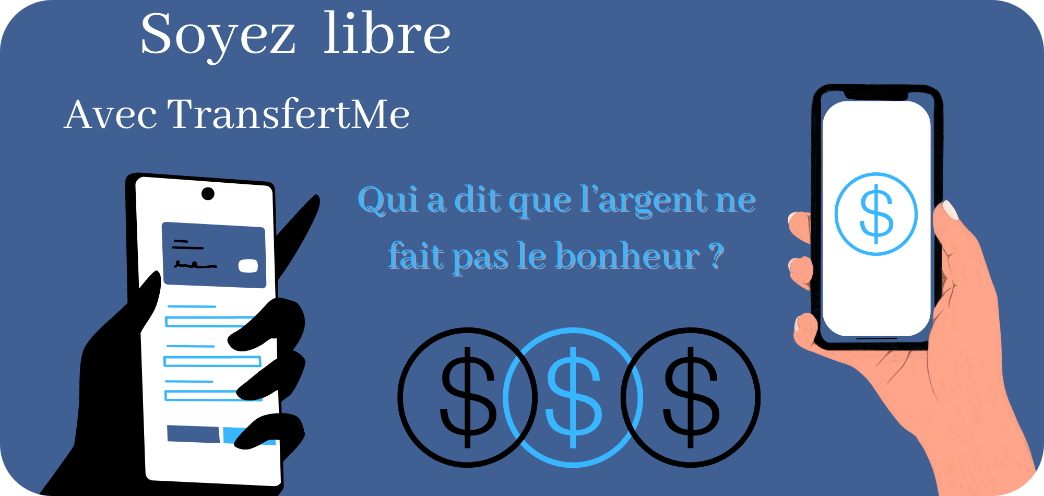 Soyez libre
Avec TransfertMe
Qui a dit que l'argent ne
fait pas le bonheur ?
$
$ $ $